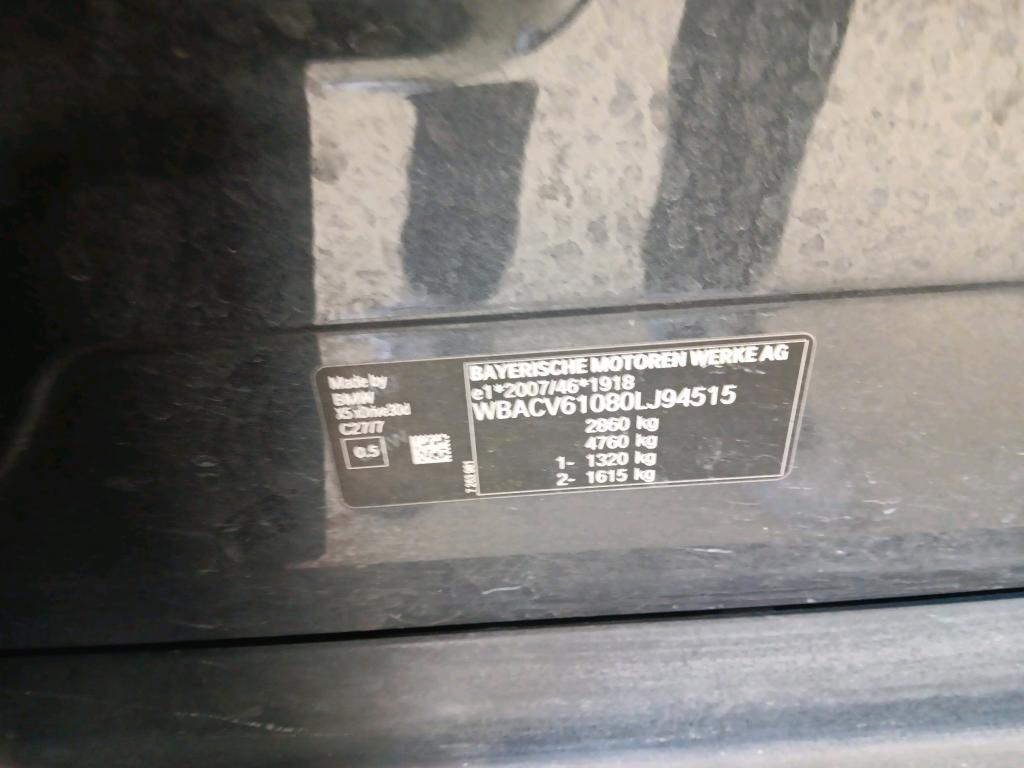 Made by
BMW
X5 xDrive30d
C27/7
0.5
BAYERISCHE MOTOREN WERKE AG
e1*2007/46*1918
WBACV61080LJ94515
2860 kg
4760 kg
1- 1320 kg
2- 1615 kg